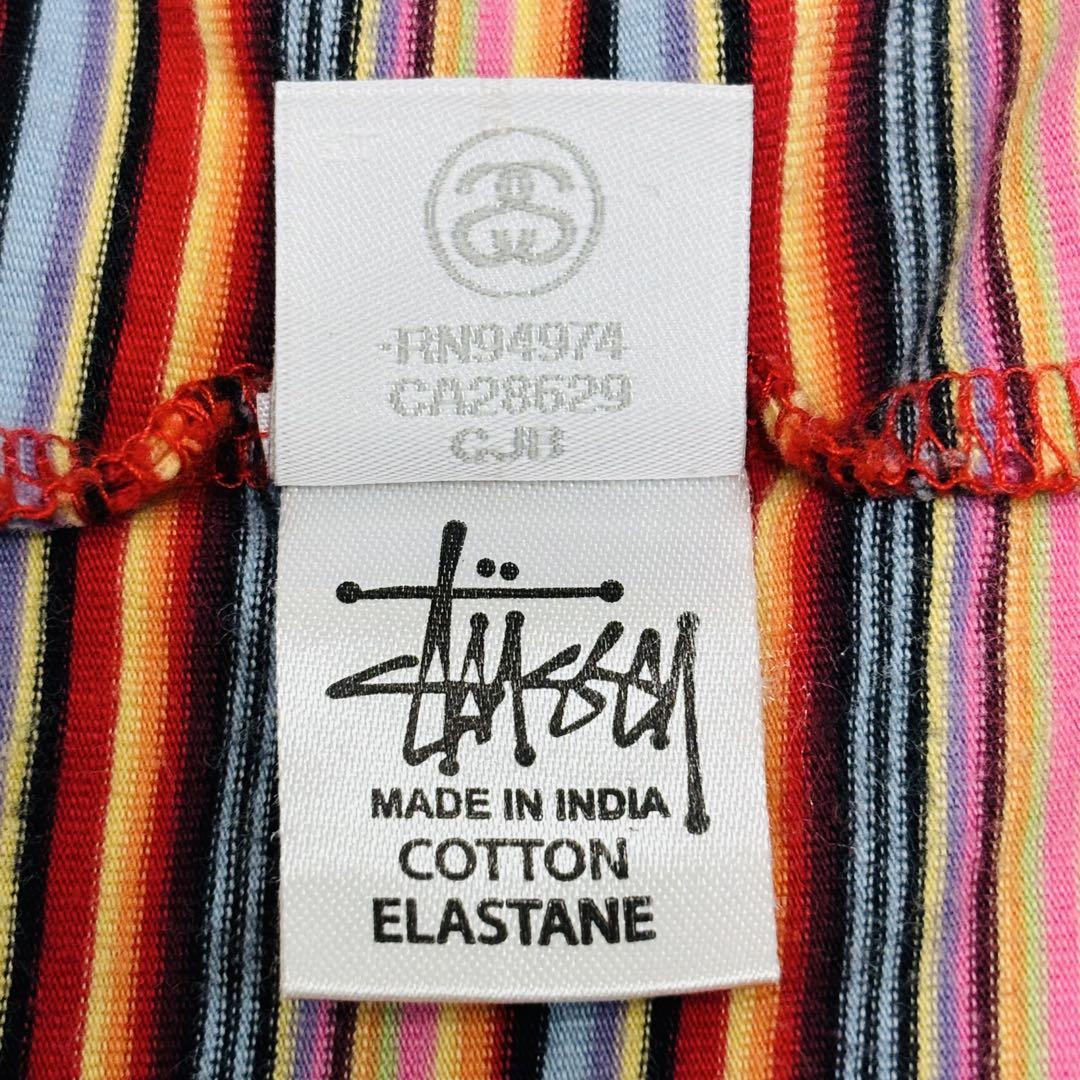 RN94974
CA28629
CJB
Stüssy
MADE IN INDIA
COTTON
ELASTANE